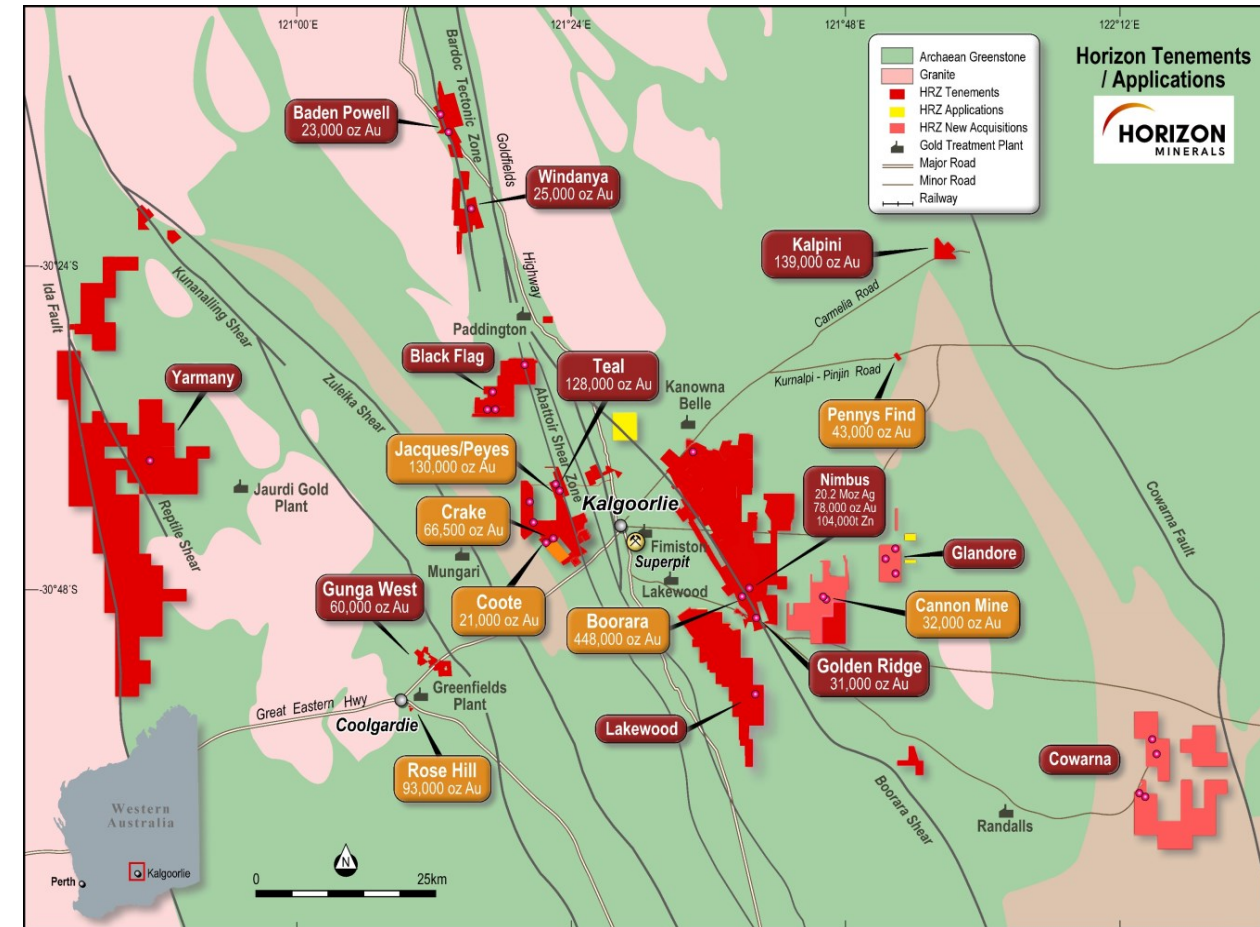 121°00'E
121°24'E
121°48'E
122°12'E
Horizon Tenements
/ Applications
HORIZON
MINERALS
Archaean Greenstone
Granite
HRZ Tenements
HRZ Applications
HRZ New Acquisitions
Gold Treatment Plant
Major Road
Minor Road
Railway
Bardoc Tectonic Zone
Goldfields
Highway
Baden Powell
23,000 oz Au
Windanya
25,000 oz Au
Kalpini
139,000 oz Au
-30°24'S
Ida Fault
Kunanalling Shear
Carmelia Road
Paddington
Zuleika Shear
Black Flag
Teal
128,000 oz Au
Yarmany
Kurnalpi - Pinjin Road
Kanowna
Belle
Abattoir Shear Zone
Pennys Find
43,000 oz Au
Jacques/Peyes
130,000 oz Au
Nimbus
20.2 Moz Ag
78,000 oz Au
104,000t Zn
Jaurdi Gold
Plant
Reptile Shear
Crake
66,500 oz Au
Kalgoorlie
Cowarna Fault
Fimiston
Superpit
Glandore
Mungari
Lakewood
-30°48'S
Gunga West
60,000 oz Au
Coote
21,000 oz Au
Boorara
448,000 oz Au
Cannon Mine
32,000 oz Au
Golden Ridge
31,000 oz Au
Greenfields
Plant
Great Eastern Hwy
Coolgardie
Lakewood
Rose Hill
93,000 oz Au
Cowarna
Boorara Shear
Randalls
Western
Australia
Perth
Kalgoorlie
N
0
25km